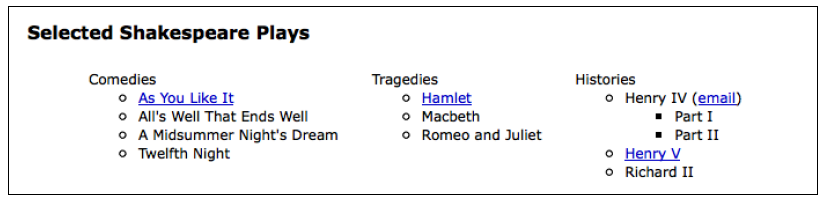 Selected Shakespeare Plays
Comedies
As You Like It
All's Well That Ends Well
A Midsummer Night's Dream
Twelfth Night
Tragedies
Hamlet
Macbeth
Romeo and Juliet
Histories
Henry IV (email)
Part I
Part II
Henry V
Richard II